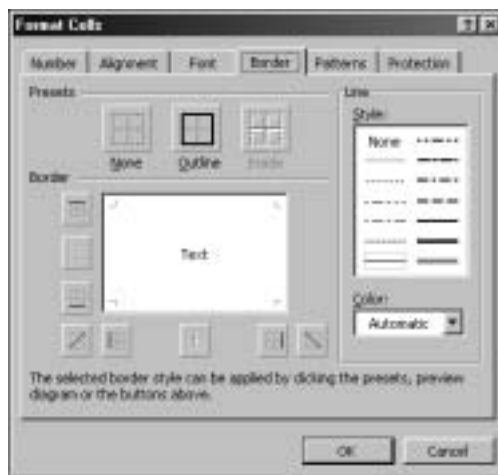 Format Cells
Number Alignment Font Border Patterns Protection
Presets
None Outline Inside
Border
Text
Line
Style:
None
Color:
Automatic
The selected border style can be applied by clicking the presets, preview
diagram or the buttons above.
OK Cancel